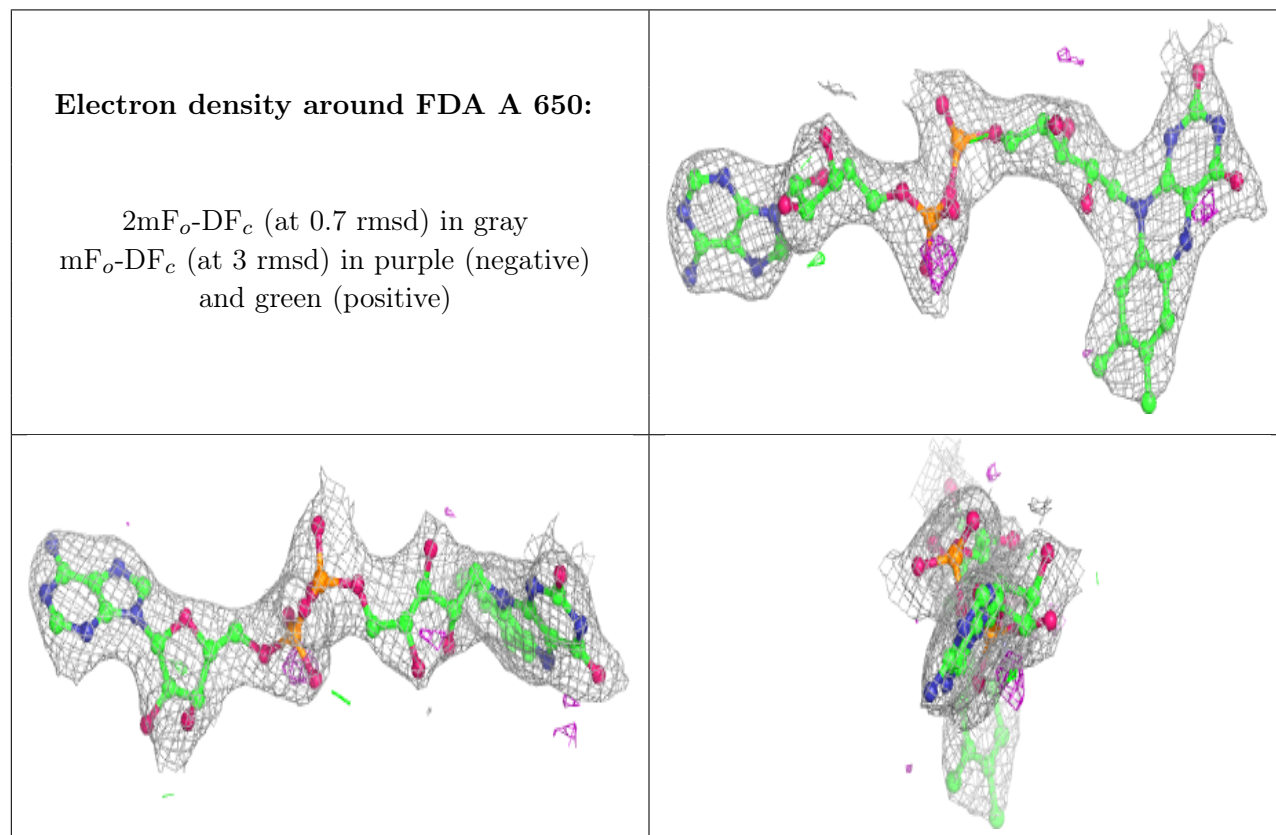 Electron density around FDA A 650:
2mFo-DFc (at 0.7 rmsd) in gray
mFo-DFc (at 3 rmsd) in purple (negative)
and green (positive)